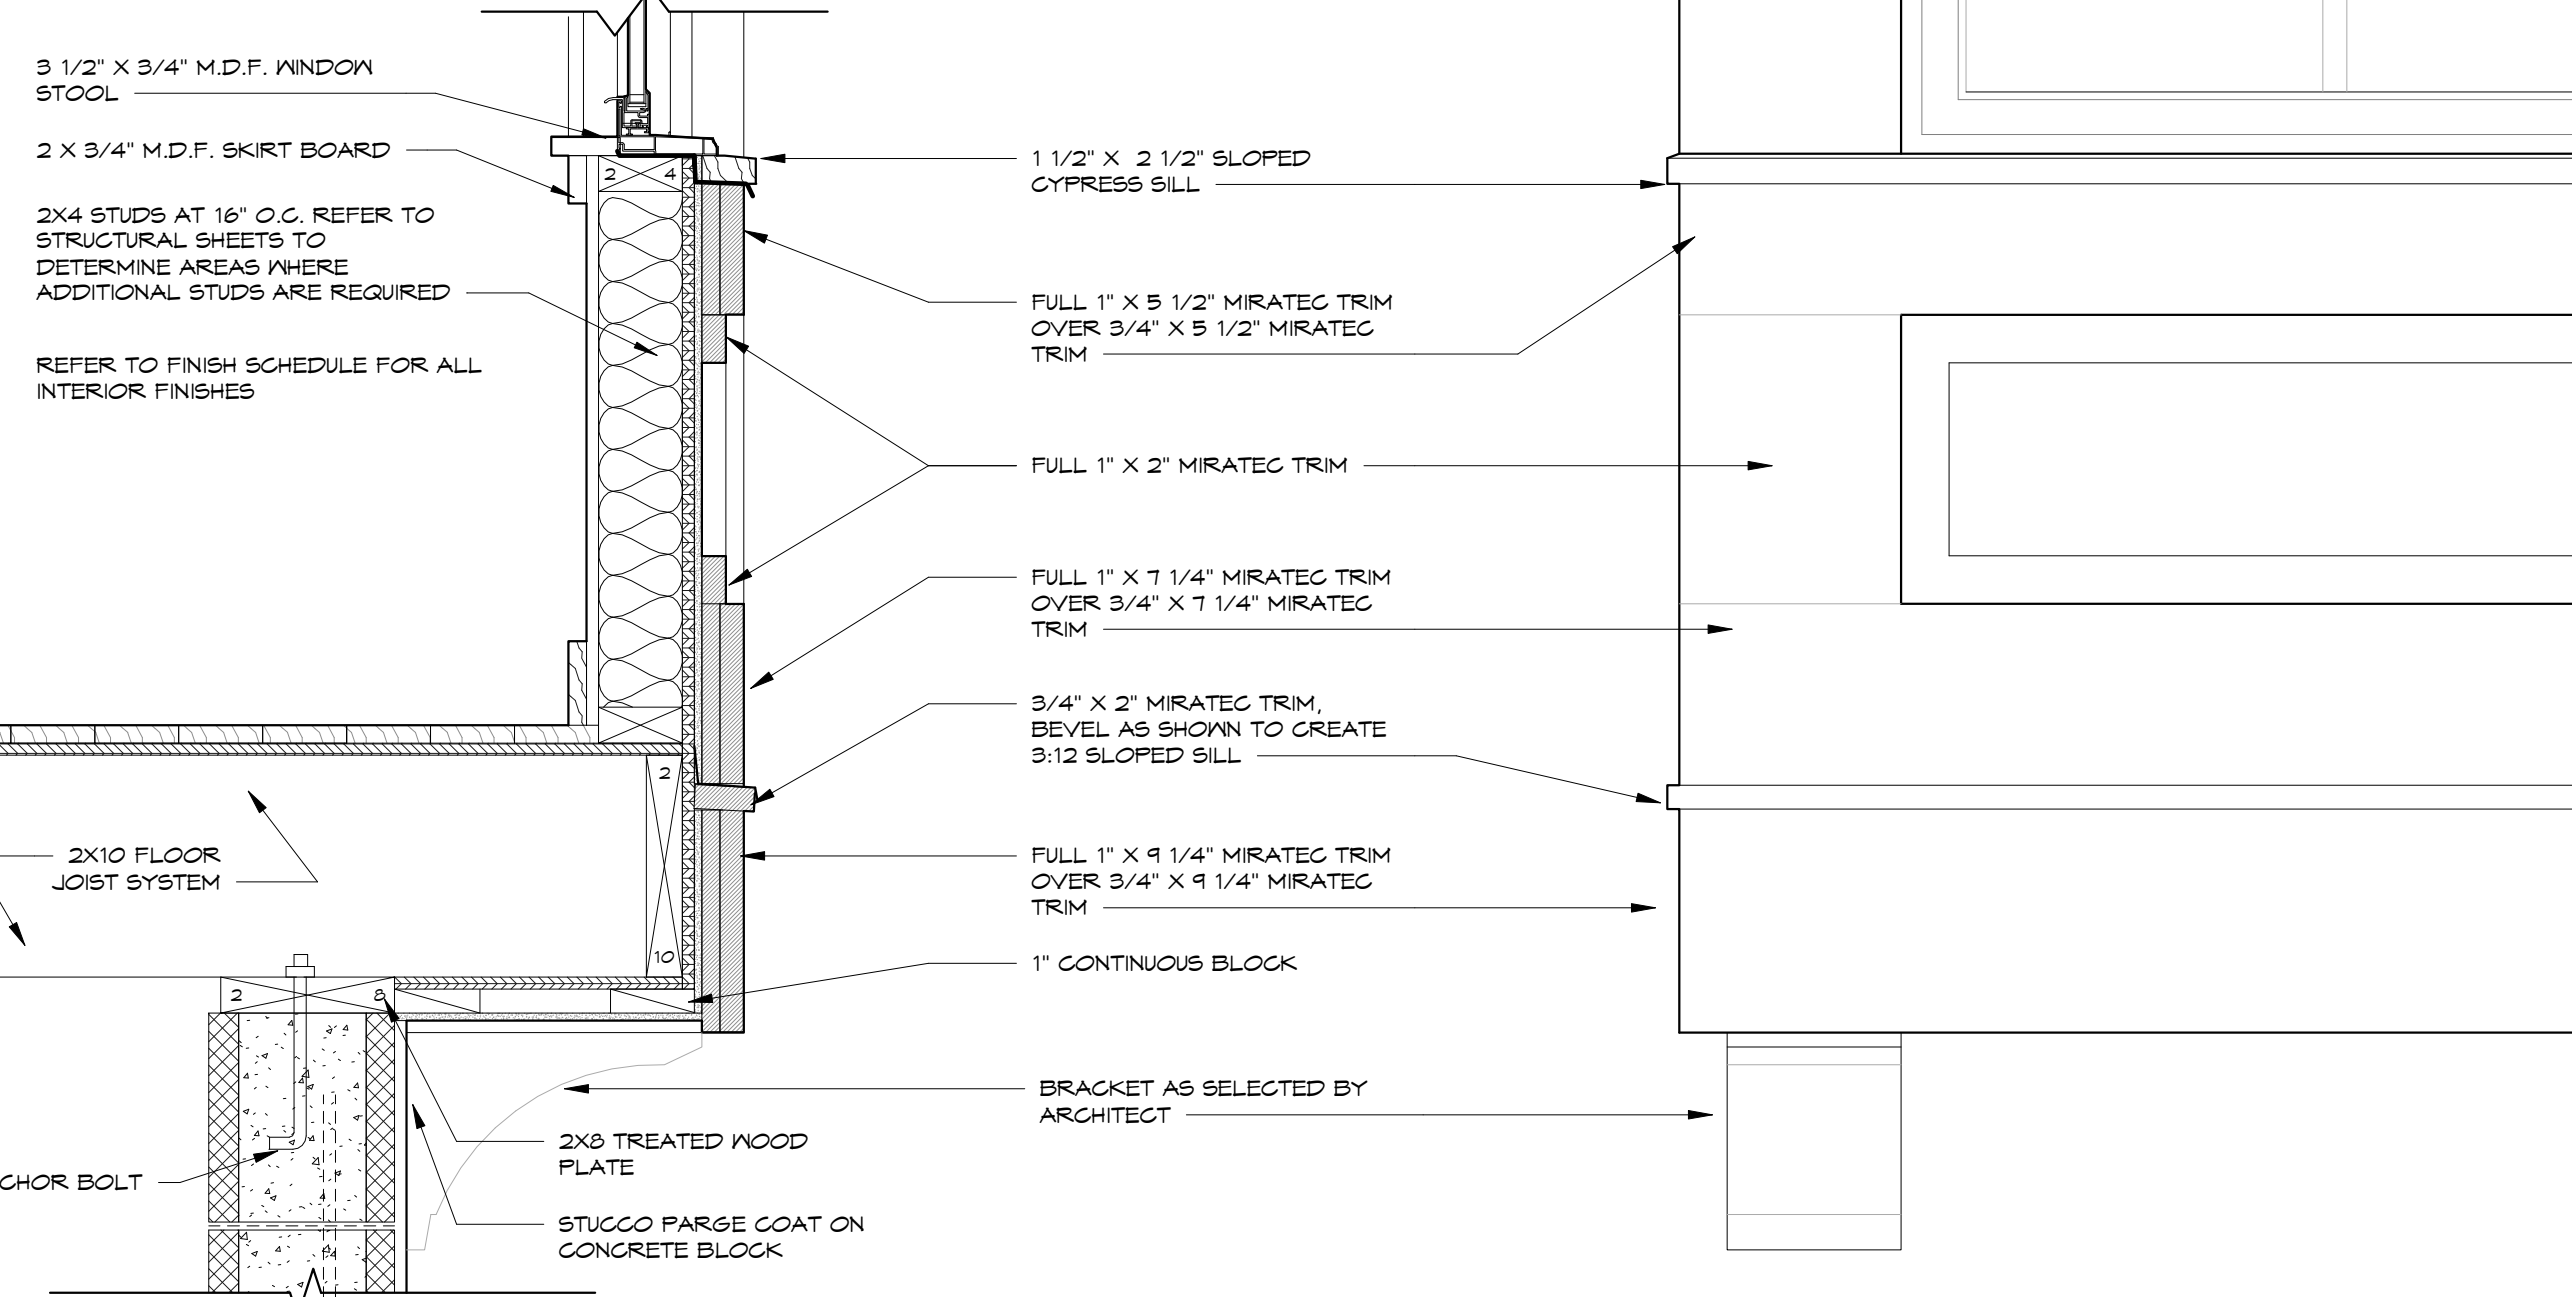 3 1/2" X 3/4" M.D.F. WINDOW
STOOL
2 X 3/4" M.D.F. SKIRT BOARD
2X4 STUDS AT 16" O.C. REFER TO
STRUCTURAL SHEETS TO
DETERMINE AREAS WHERE
ADDITIONAL STUDS ARE REQUIRED
REFER TO FINISH SCHEDULE FOR ALL
INTERIOR FINISHES
2X10 FLOOR
JOIST SYSTEM
CHOR BOLT
2 4
2
10
2 8
2X8 TREATED WOOD
PLATE
STUCCO PARGE COAT ON
CONCRETE BLOCK
1 1/2" X 2 1/2" SLOPED
CYPRESS SILL
FULL 1" X 5 1/2" MIRATEC TRIM
OVER 3/4" X 5 1/2" MIRATEC
TRIM
FULL 1" X 2" MIRATEC TRIM
FULL 1" X 7 1/4" MIRATEC TRIM
OVER 3/4" X 7 1/4" MIRATEC
TRIM
3/4" X 2" MIRATEC TRIM,
BEVEL AS SHOWN TO CREATE
3:12 SLOPED SILL
FULL 1" X 9 1/4" MIRATEC TRIM
OVER 3/4" X 9 1/4" MIRATEC
TRIM
1" CONTINUOUS BLOCK
BRACKET AS SELECTED BY
ARCHITECT